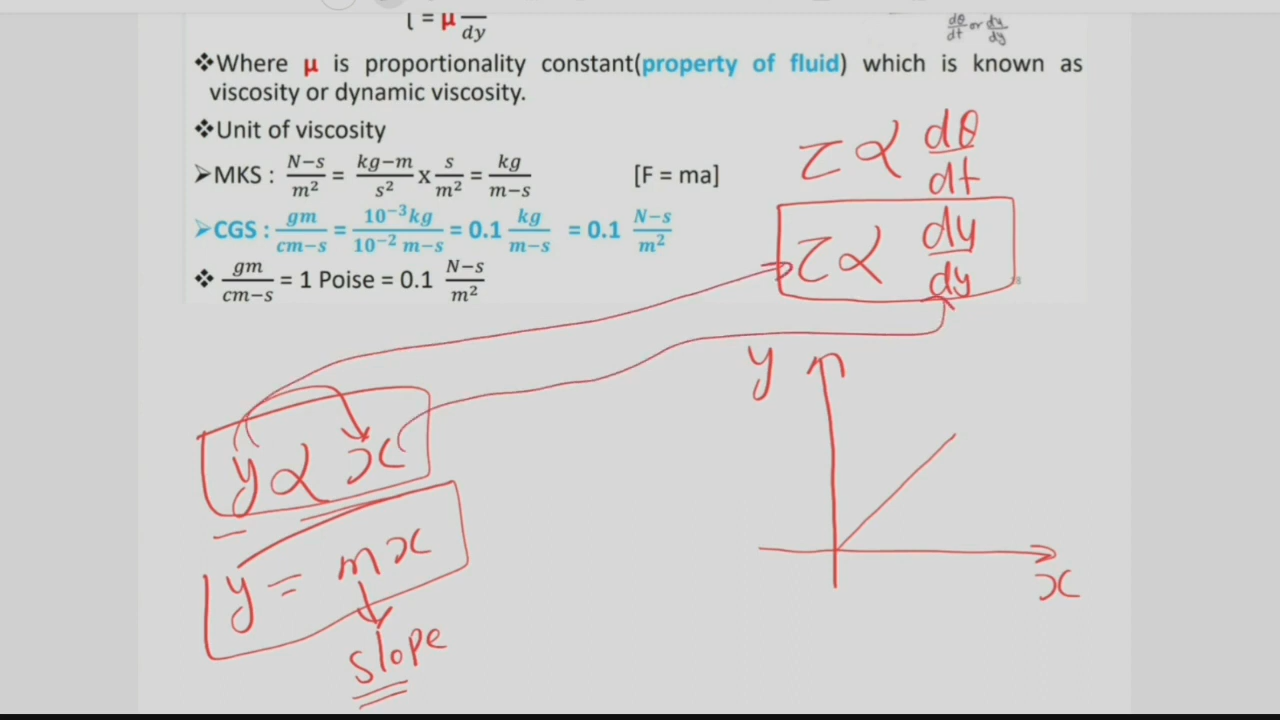 τ = μ —/dy
dθ/dt or du/dy
❖Where μ is proportionality constant(property of fluid) which is known as
viscosity or dynamic viscosity.
❖Unit of viscosity
➢MKS : N−s/m² = kg−m/s² x s/m² = kg/m−s [F = ma]
➢CGS : gm/cm−s = 10⁻³kg/10⁻² m−s = 0.1 kg/m−s = 0.1 N−s/m²
❖ gm/cm−s = 1 Poise = 0.1 N−s/m²
τ ∝ dθ/dt
τ ∝ du/dy
y ∝ x
y = mx
slope
y
x